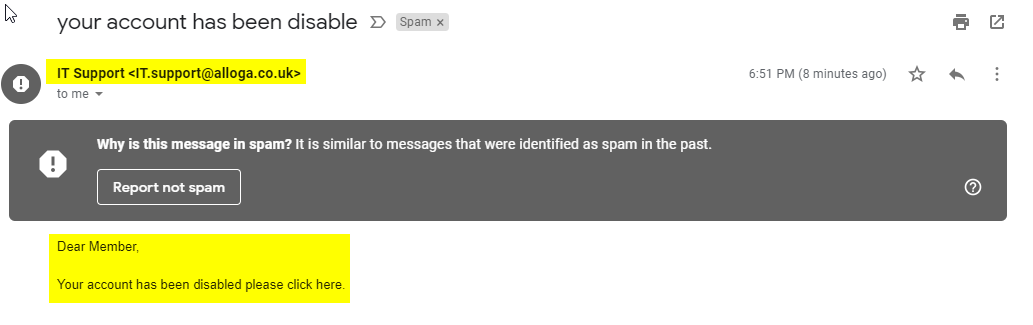 your account has been disable Spam ×
IT Support <IT.support@alloga.co.uk> 6:51 PM (8 minutes ago)
to me
Why is this message in spam? It is similar to messages that were identified as spam in the past.
Report not spam
Dear Member,
Your account has been disabled please click here.